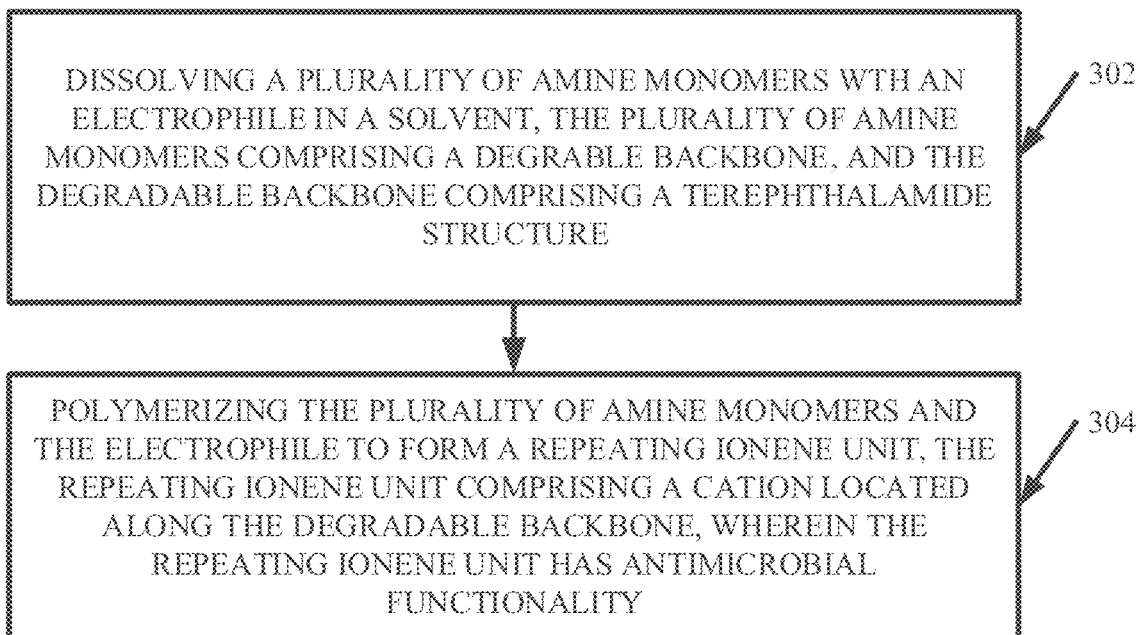 DISSOLVING A PLURALITY OF AMINE MONOMERS WTH AN
ELECTROPHILE IN A SOLVENT, THE PLURALITY OF AMINE
MONOMERS COMPRISING A DEGRABLE BACKBONE, AND THE
DEGRADABLE BACKBONE COMPRISING A TEREPHTHALAMIDE
STRUCTURE
302
POLYMERIZING THE PLURALITY OF AMINE MONOMERS AND
THE ELECTROPHILE TO FORM A REPEATING IONENE UNIT, THE
REPEATING IONENE UNIT COMPRISING A CATION LOCATED
ALONG THE DEGRADABLE BACKBONE, WHEREIN THE
REPEATING IONENE UNIT HAS ANTIMICROBIAL
FUNCTIONALITY
304